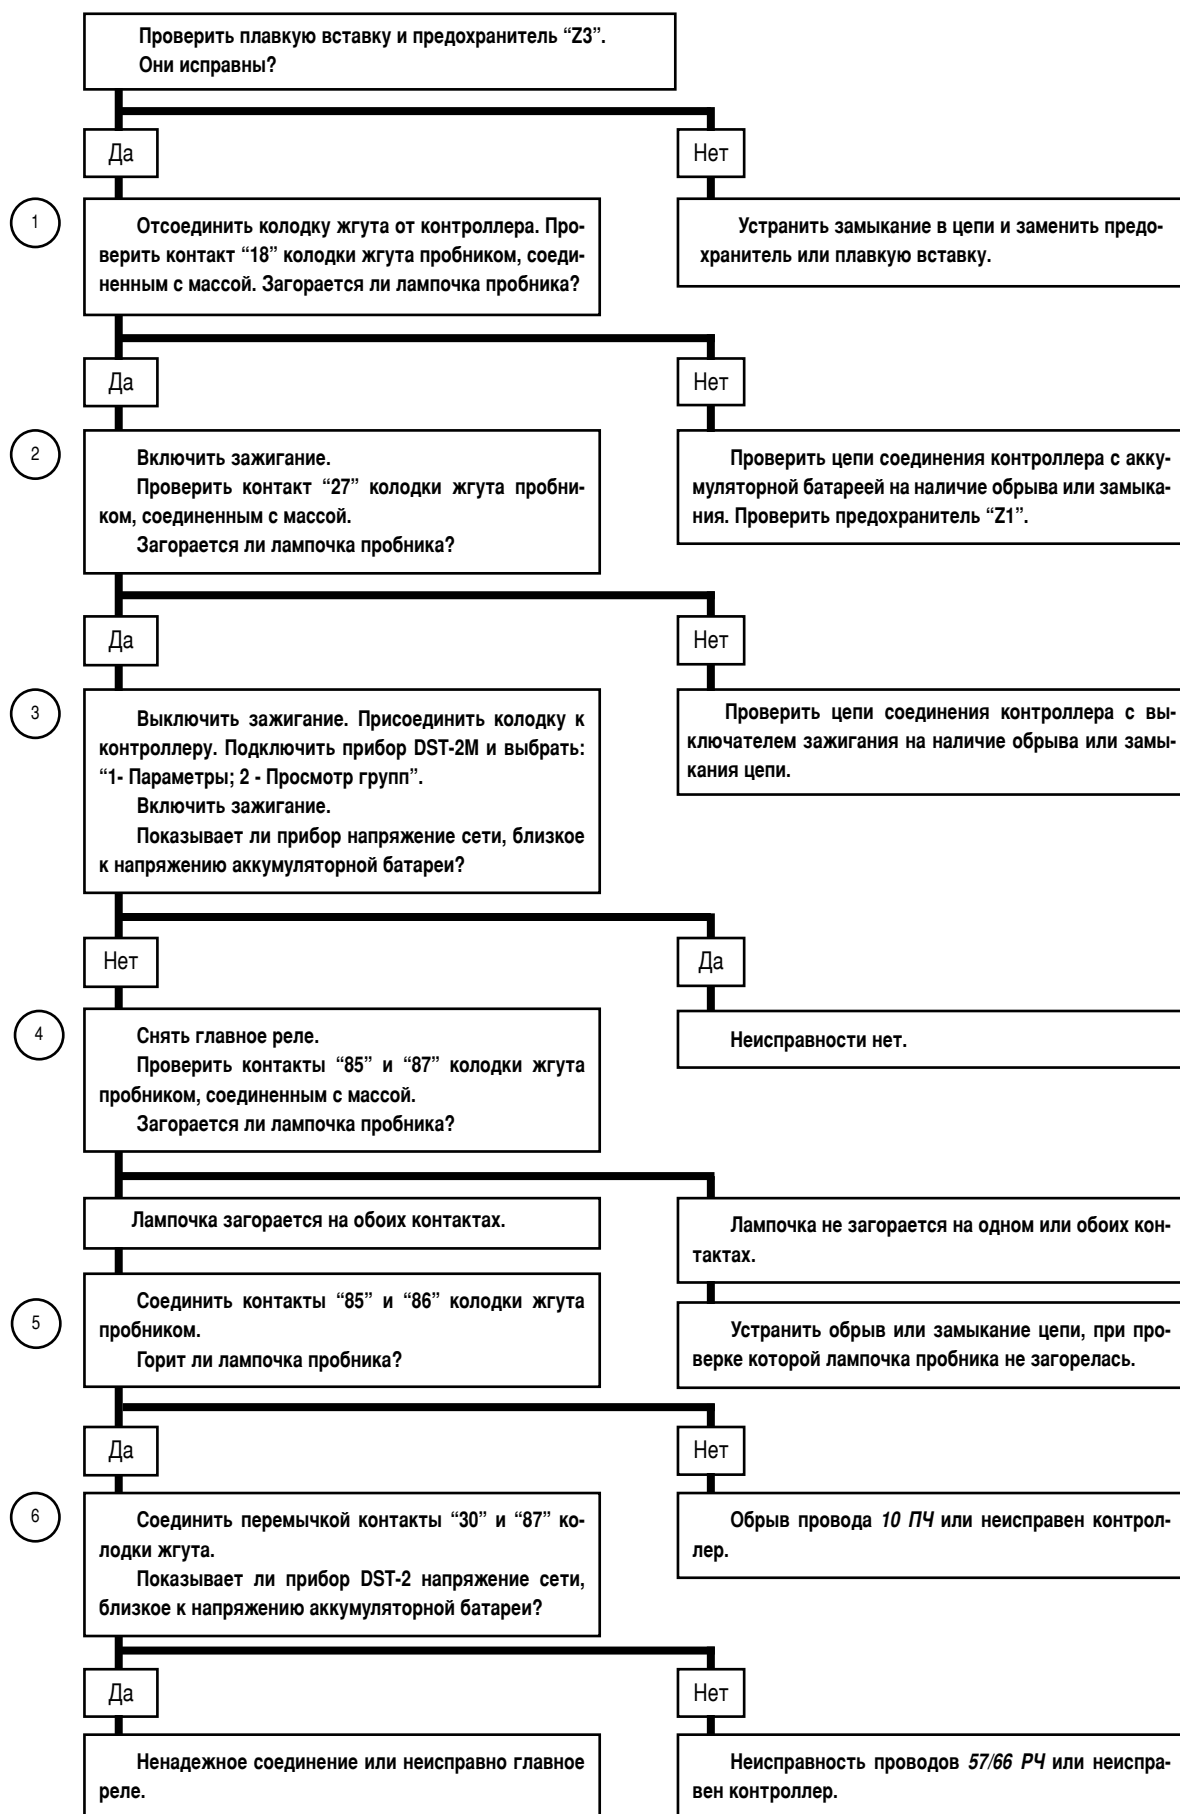 Проверить плавкую вставку и предохранитель “Z3”.
Они исправны?
Да
Нет
1
Отсоединить колодку жгута от контроллера. Про-
верить контакт “18” колодки жгута пробником, соеди-
ненным с массой. Загорается ли лампочка пробника?
Устранить замыкание в цепи и заменить предо-
хранитель или плавкую вставку.
Да
Нет
2
Включить зажигание.
Проверить контакт “27” колодки жгута пробни-
ком, соединенным с массой.
Загорается ли лампочка пробника?
Проверить цепи соединения контроллера с акку-
муляторной батареей на наличие обрыва или замыка-
ния. Проверить предохранитель “Z1”.
Да
Нет
3
Выключить зажигание. Присоединить колодку к
контроллеру. Подключить прибор DST-2M и выбрать:
“1- Параметры; 2 - Просмотр групп”.
Включить зажигание.
Показывает ли прибор напряжение сети, близкое
к напряжению аккумуляторной батареи?
Проверить цепи соединения контроллера с вы-
ключателем зажигания на наличие обрыва или замы-
кания цепи.
Нет
Да
4
Снять главное реле.
Проверить контакты “85” и “87” колодки жгута
пробником, соединенным с массой.
Загорается ли лампочка пробника?
Неисправности нет.
Лампочка загорается на обоих контактах.
Лампочка не загорается на одном или обоих кон-
тактах.
5
Соединить контакты “85” и “86” колодки жгута
пробником.
Горит ли лампочка пробника?
Устранить обрыв или замыкание цепи, при про-
верке которой лампочка пробника не загорелась.
Да
Нет
6
Соединить перемычкой контакты “30” и “87” ко-
лодки жгута.
Показывает ли прибор DST-2 напряжение сети,
близкое к напряжению аккумуляторной батареи?
Обрыв провода 10 ПЧ или неисправен контрол-
лер.
Да
Нет
Ненадежное соединение или неисправно главное
реле.
Неисправность проводов 57/66 РЧ или неиспра-
вен контроллер.